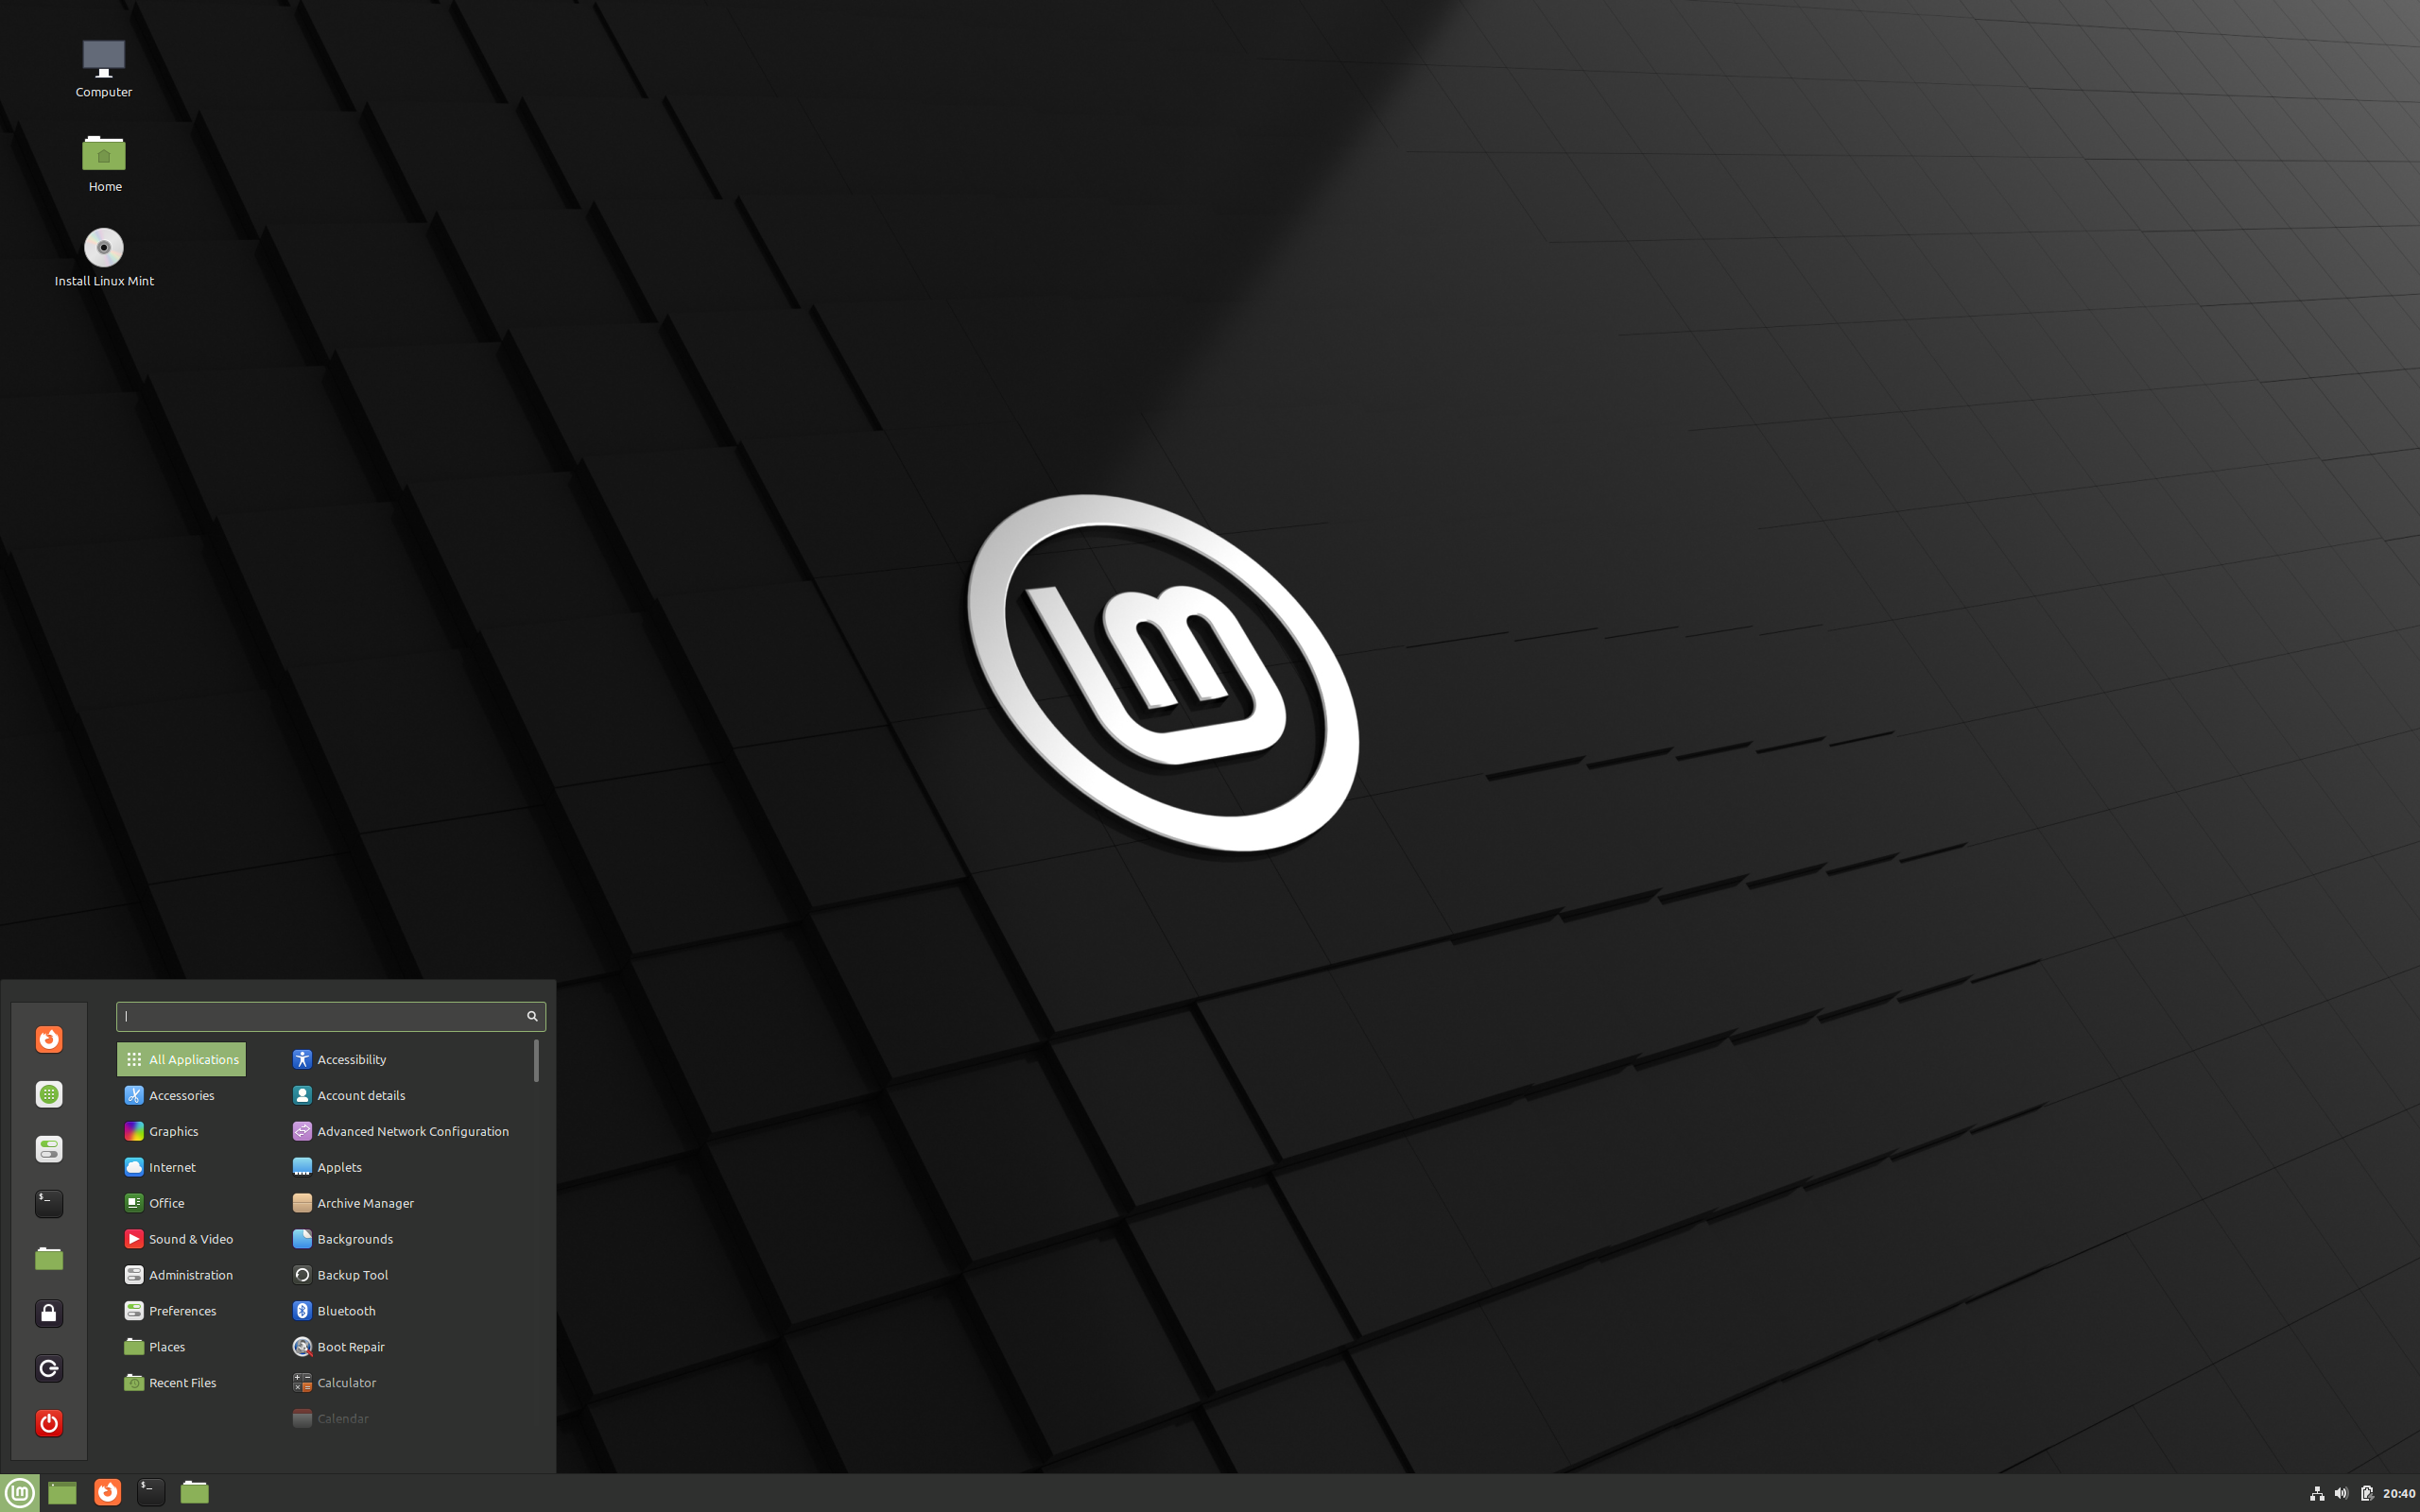 Computer
Home
Install Linux Mint
lm
All Applications
Accessories
Graphics
Internet
Office
Sound & Video
Administration
Preferences
Places
Recent Files
Accessibility
Account details
Advanced Network Configuration
Applets
Archive Manager
Backgrounds
Backup Tool
Bluetooth
Boot Repair
Calculator
Calendar
20:40